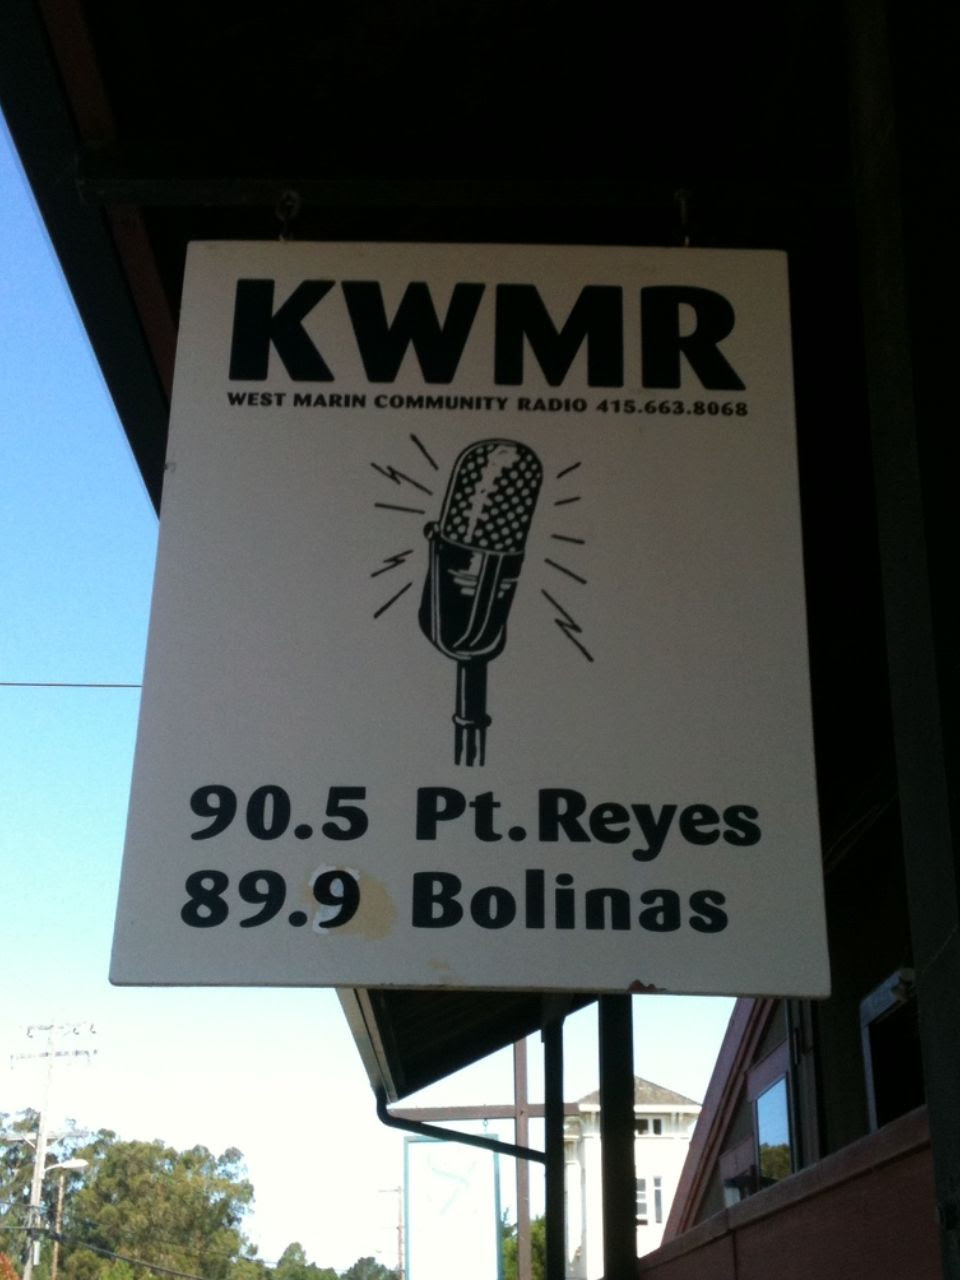 KWMR
WEST MARIN COMMUNITY RADIO 415.663.8068
90.5 Pt. Reyes
89.9 Bolinas